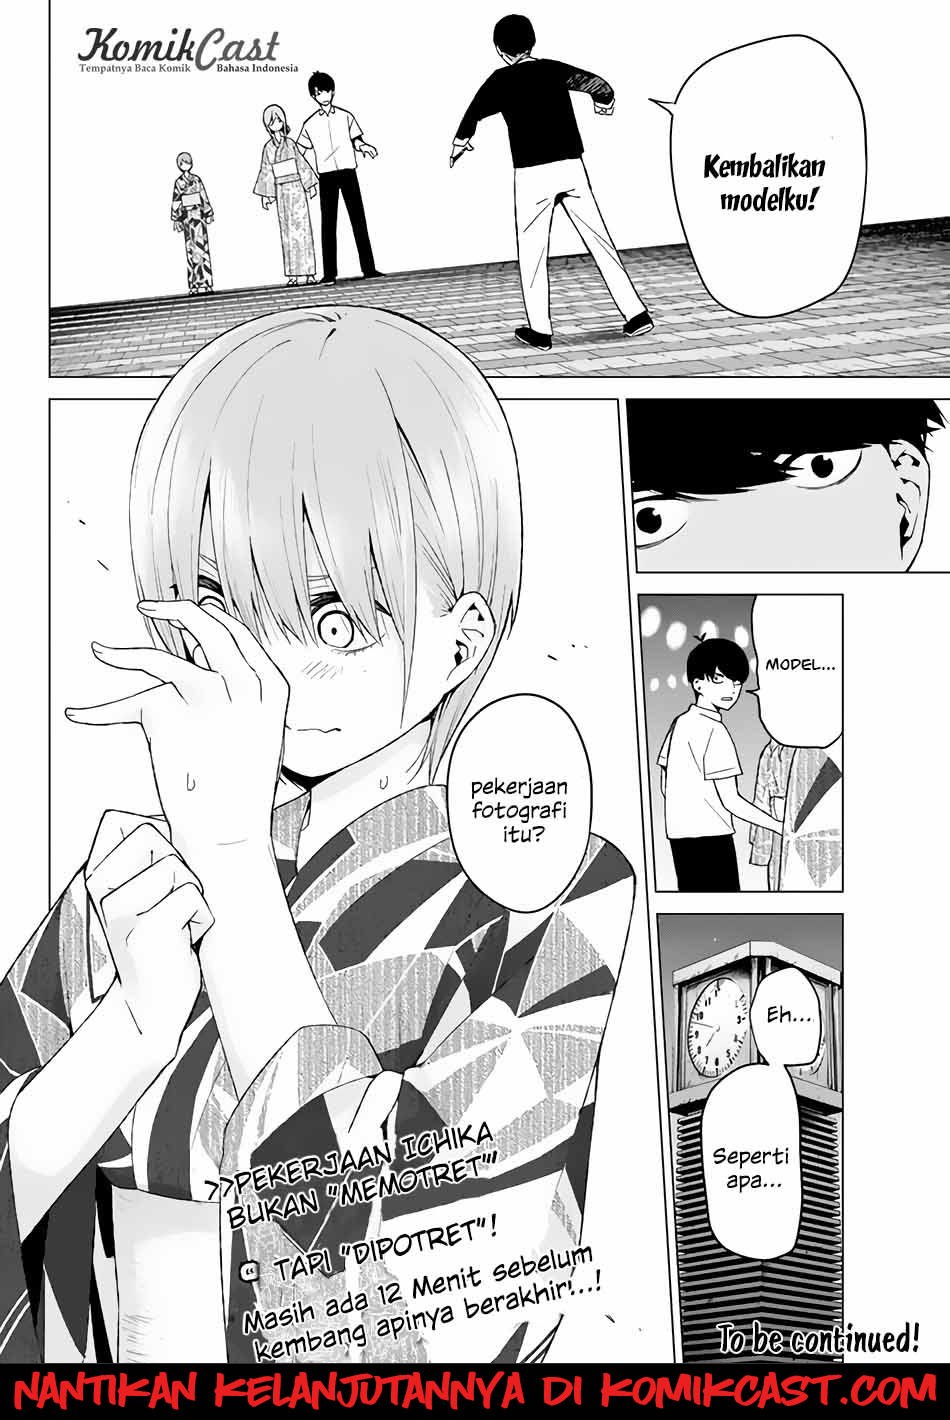 KomikCast
Tempatnya Baca Komik Bahasa Indonesia
Kembalikan
modelku!
MODEL...
pekerjaan
fotografi
itu?
Eh...
Seperti
apa...
>>PEKERJAAN ICHIKA
BUKAN "MEMOTRET"
TAPI "DIPOTRET"!
Masih ada 12 Menit sebelum
kembang apinya berakhir!...!
To be continued!
NANTIKAN KELANJUTANNYA DI KOMIKCAST.COM